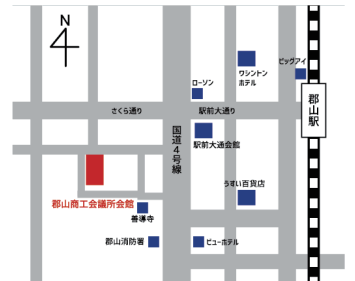 N
ビッグアイ
ワシントン
ホテル
ローソン
郡山駅
さくら通り
駅前大通り
国道4号線
駅前大通会館
うすい百貨店
郡山商工会議所会館
善導寺
郡山消防署
ビューホテル